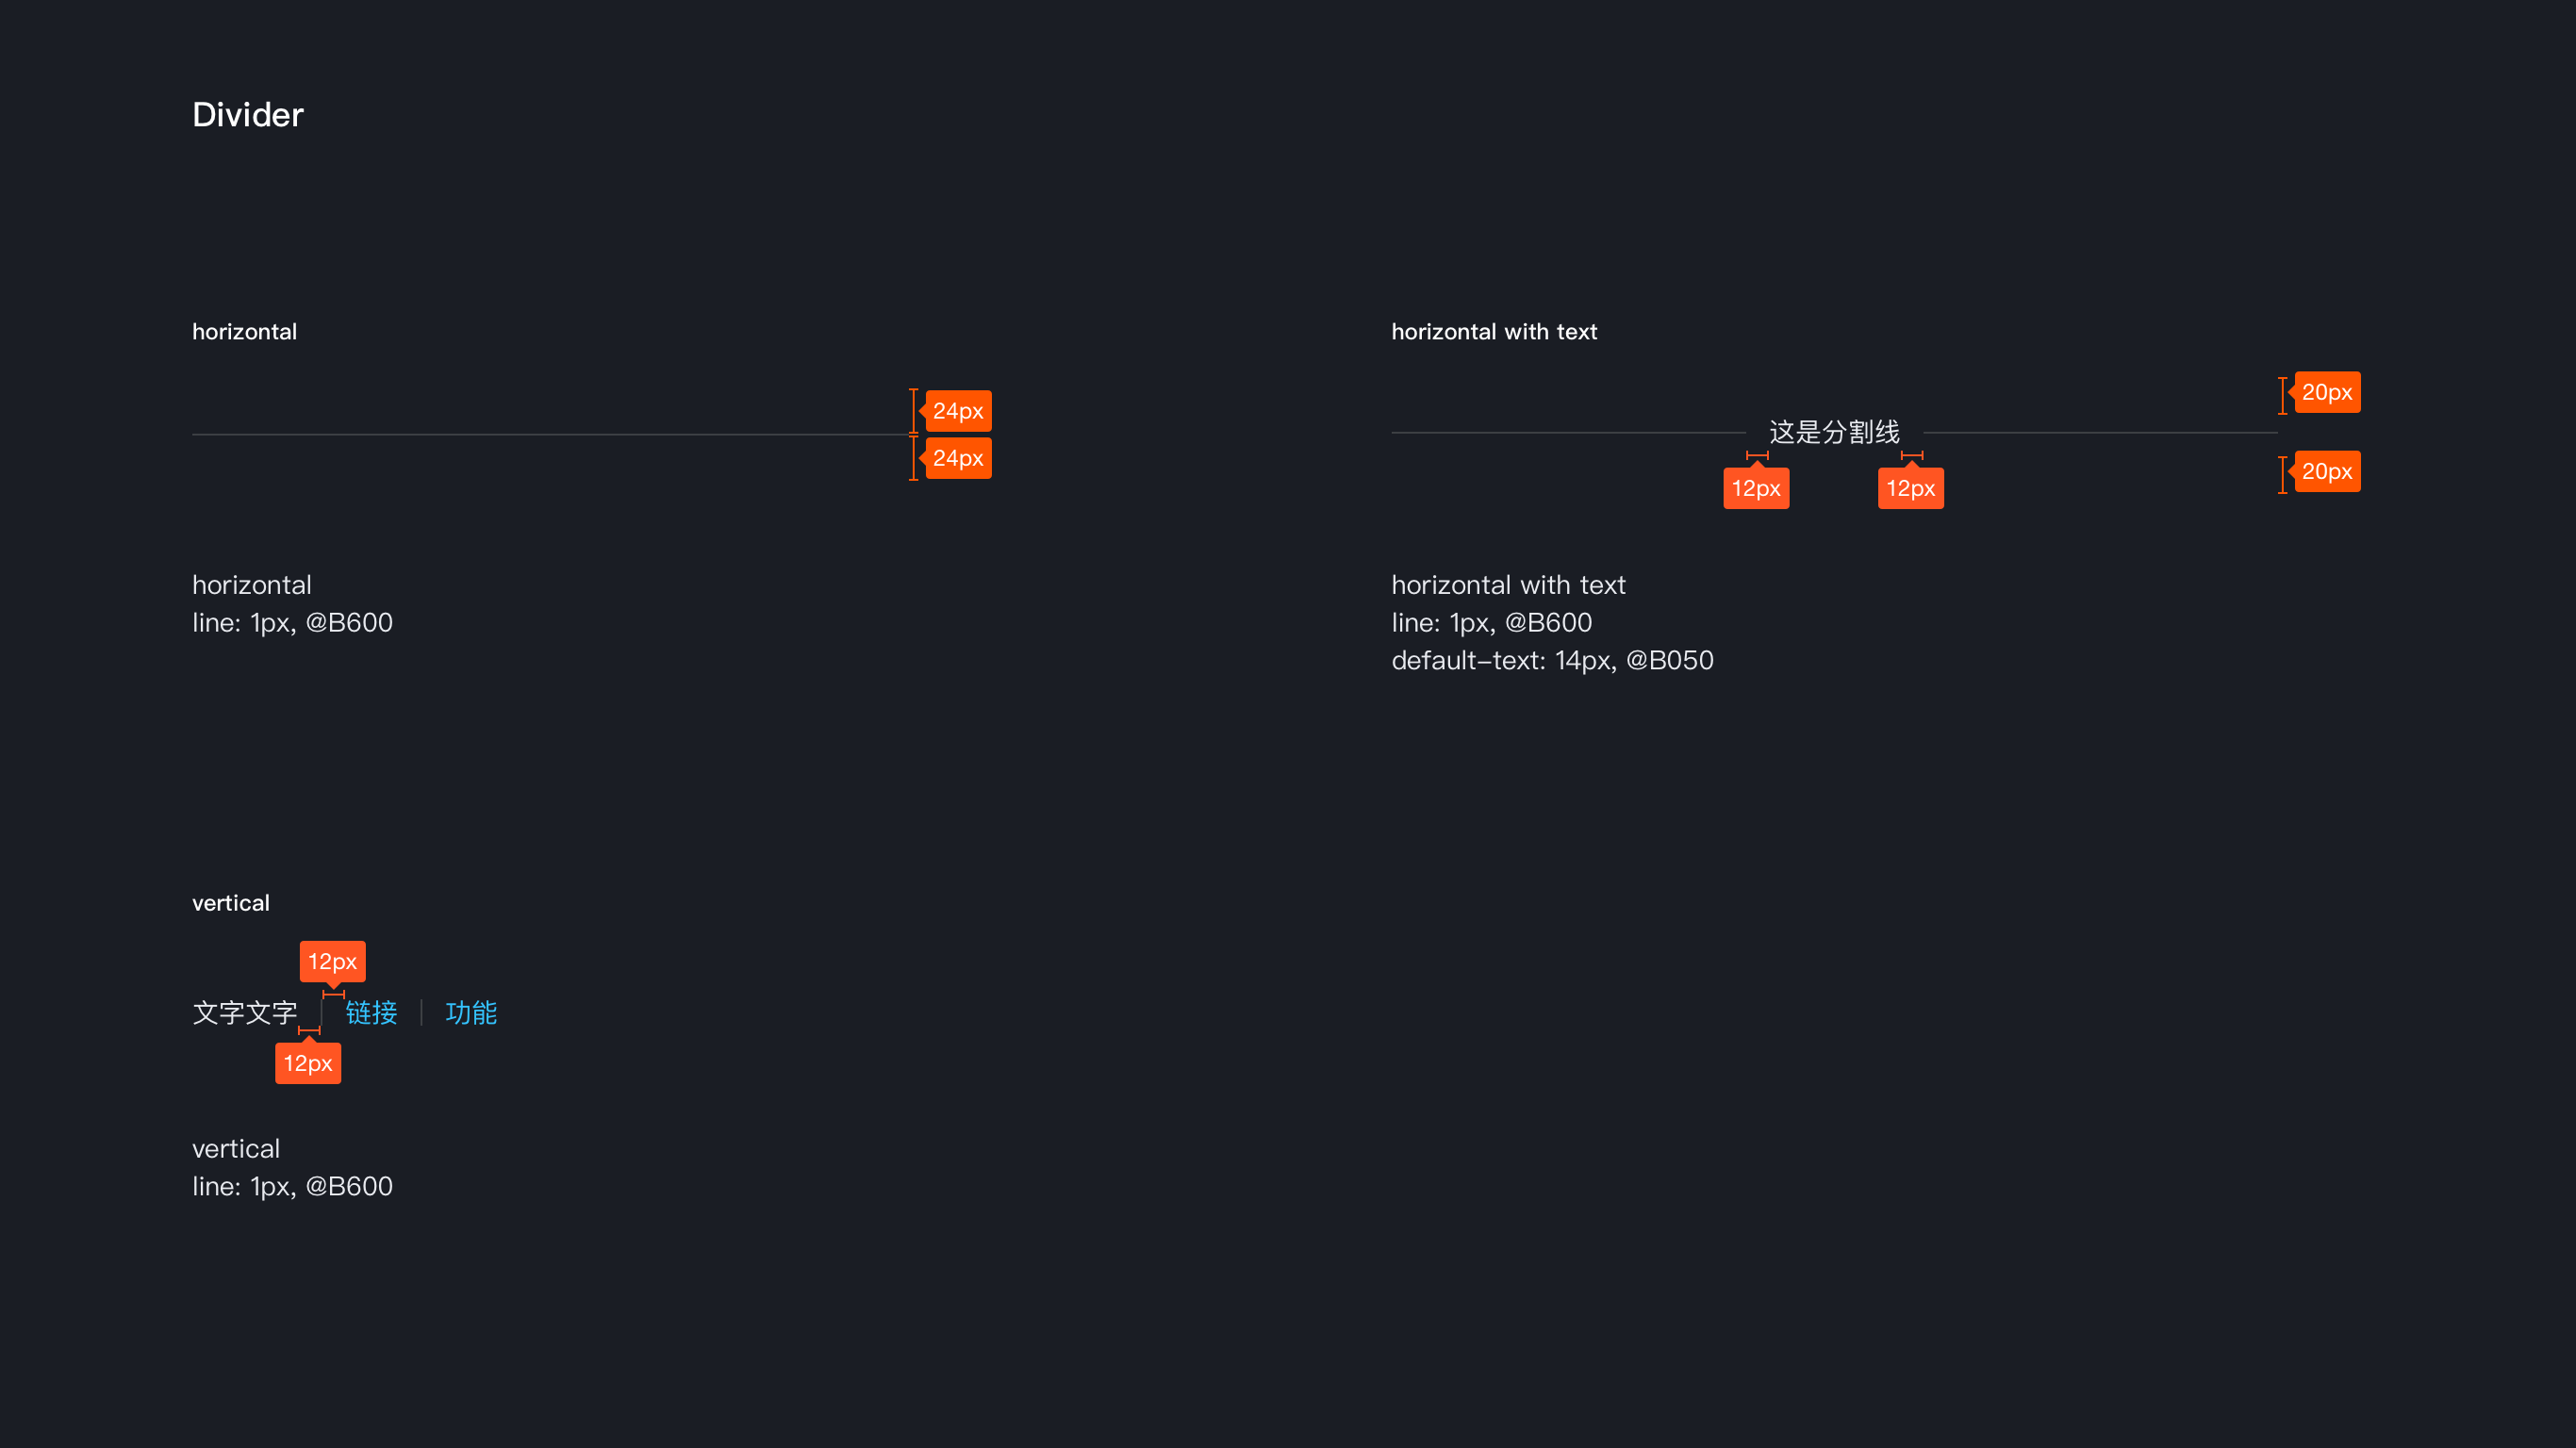 Divider
horizontal
24px
24px
horizontal
line: 1px, @B600
horizontal with text
20px
这是分割线
20px
12px 12px
horizontal with text
line: 1px, @B600
default-text: 14px, @B050
vertical
12px
文字文字 链接 功能
12px
vertical
line: 1px, @B600